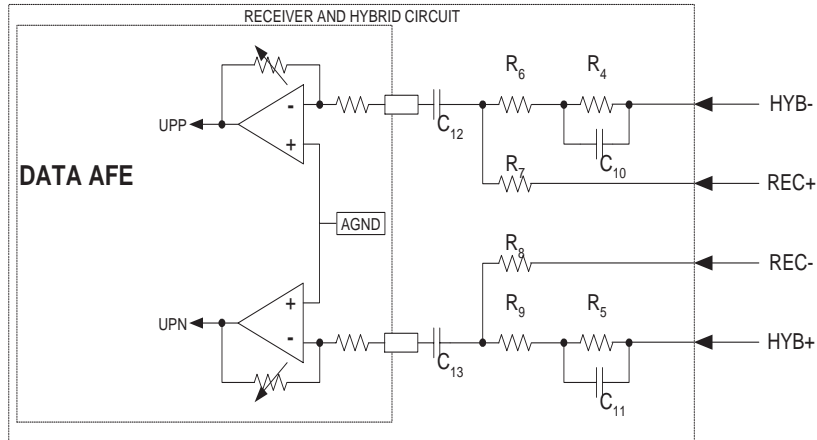 RECEIVER AND HYBRID CIRCUIT
R6 R4
UPP
-
+
C12
C10
HYB-
DATA AFE
R7
REC+
AGND
R8
REC-
UPN
+
-
R9 R5
C13
C11
HYB+